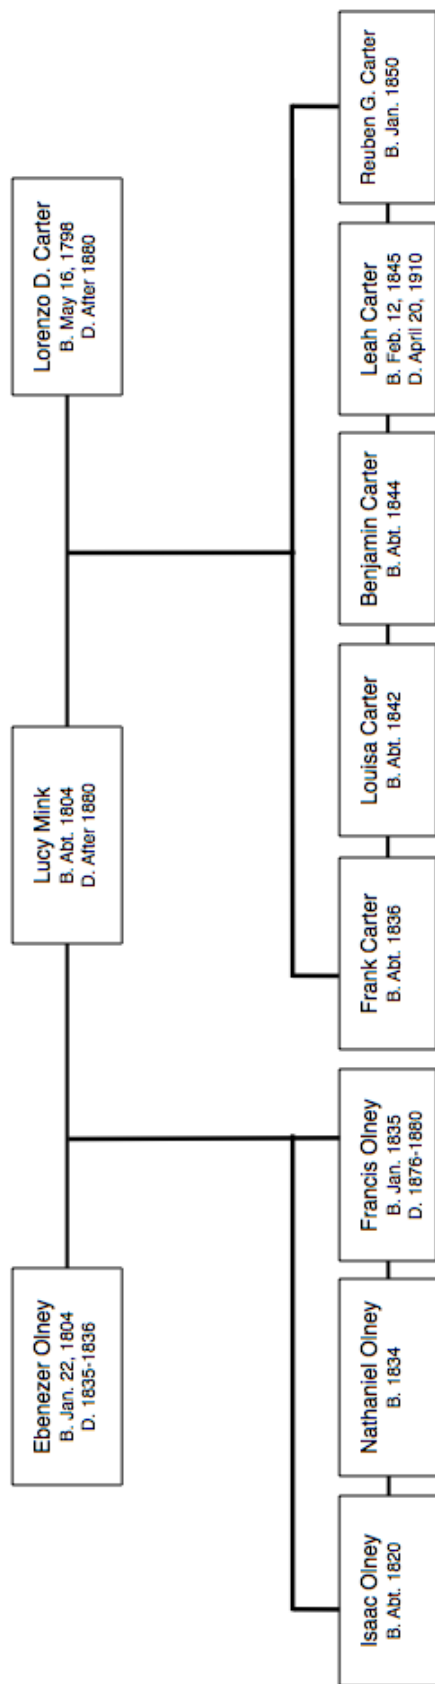 Ebenezer Olney
B. Jan. 22, 1804
D. 1835-1836
Lucy Mink
B. Abt. 1804
D. After 1880
Lorenzo D. Carter
B. May 16, 1798
D. After 1880
Isaac Olney
B. Abt. 1820
Nathaniel Olney
B. 1834
Francis Olney
B. Jan. 1835
D. 1876-1880
Frank Carter
B. Abt. 1836
Louisa Carter
B. Abt. 1842
Benjamin Carter
B. Abt. 1844
Leah Carter
B. Feb. 12, 1845
D. April 20, 1910
Reuben G. Carter
B. Jan. 1850